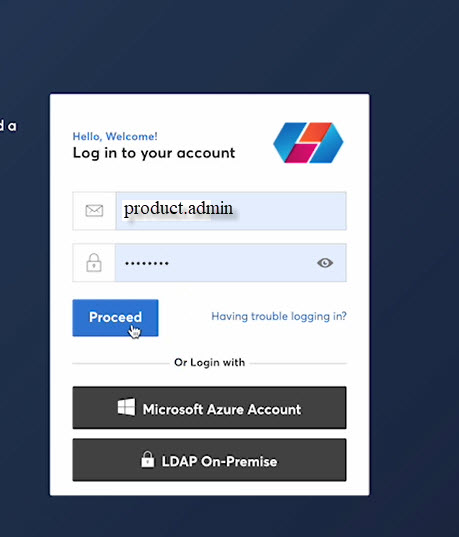 d a
Hello, Welcome!
Log in to your account
product.admin
••••••••
Proceed
Having trouble logging in?
Or Login with
Microsoft Azure Account
LDAP On-Premise